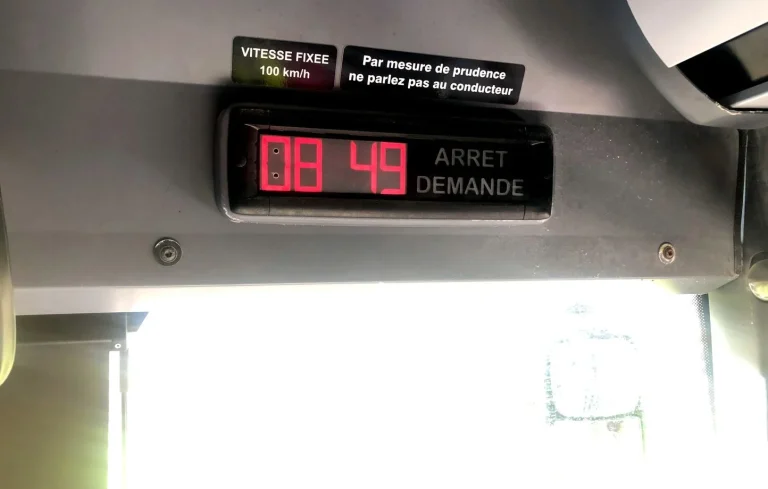 VITESSE FIXEE
100 km/h
Par mesure de prudence
ne parlez pas au conducteur
08 49
ARRET
DEMANDE